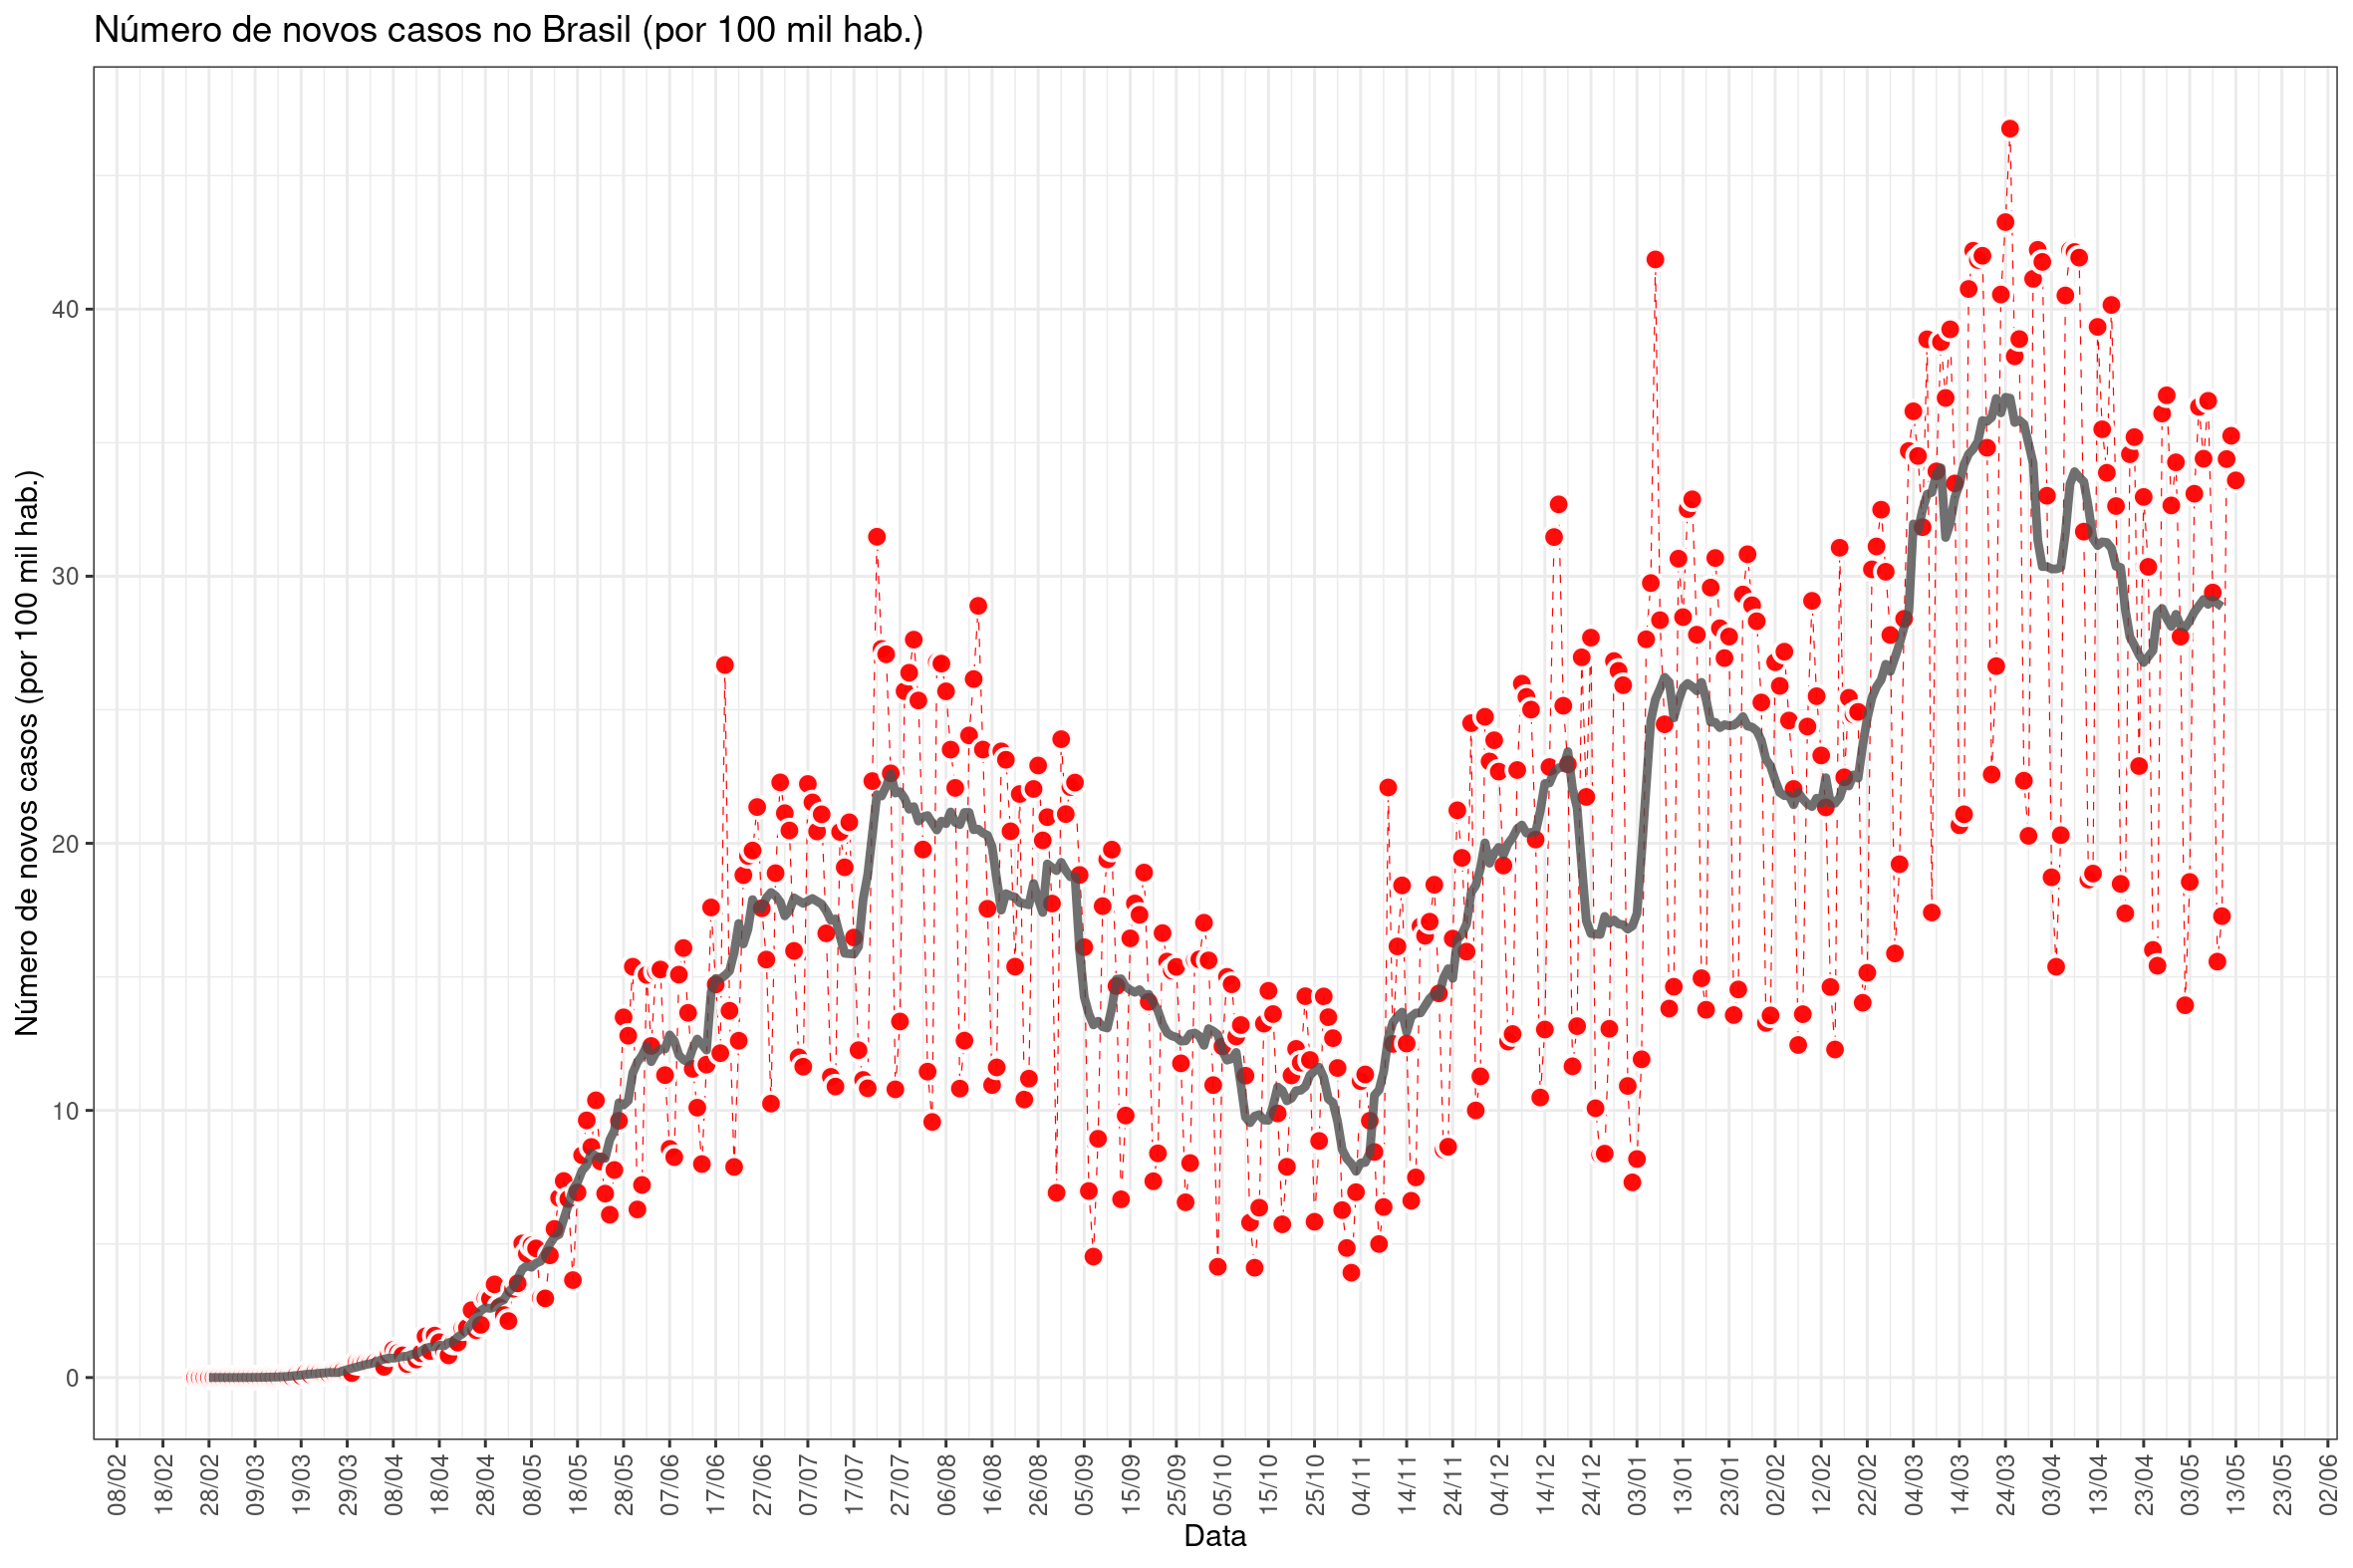 Número de novos casos no Brasil (por 100 mil hab.)
Número de novos casos (por 100 mil hab.)
40
30
20
10
0
08/02 18/02 28/02 09/03 19/03 29/03 08/04 18/04 28/04 08/05 18/05 28/05 07/06 17/06 27/06 07/07 17/07 27/07 06/08 16/08 26/08 05/09 15/09 25/09 05/10 15/10 25/10 04/11 14/11 24/11 04/12 14/12 24/12 03/01 13/01 23/01 02/02 12/02 22/02 04/03 14/03 24/03 03/04 13/04 23/04 03/05 13/05 23/05 02/06
Data